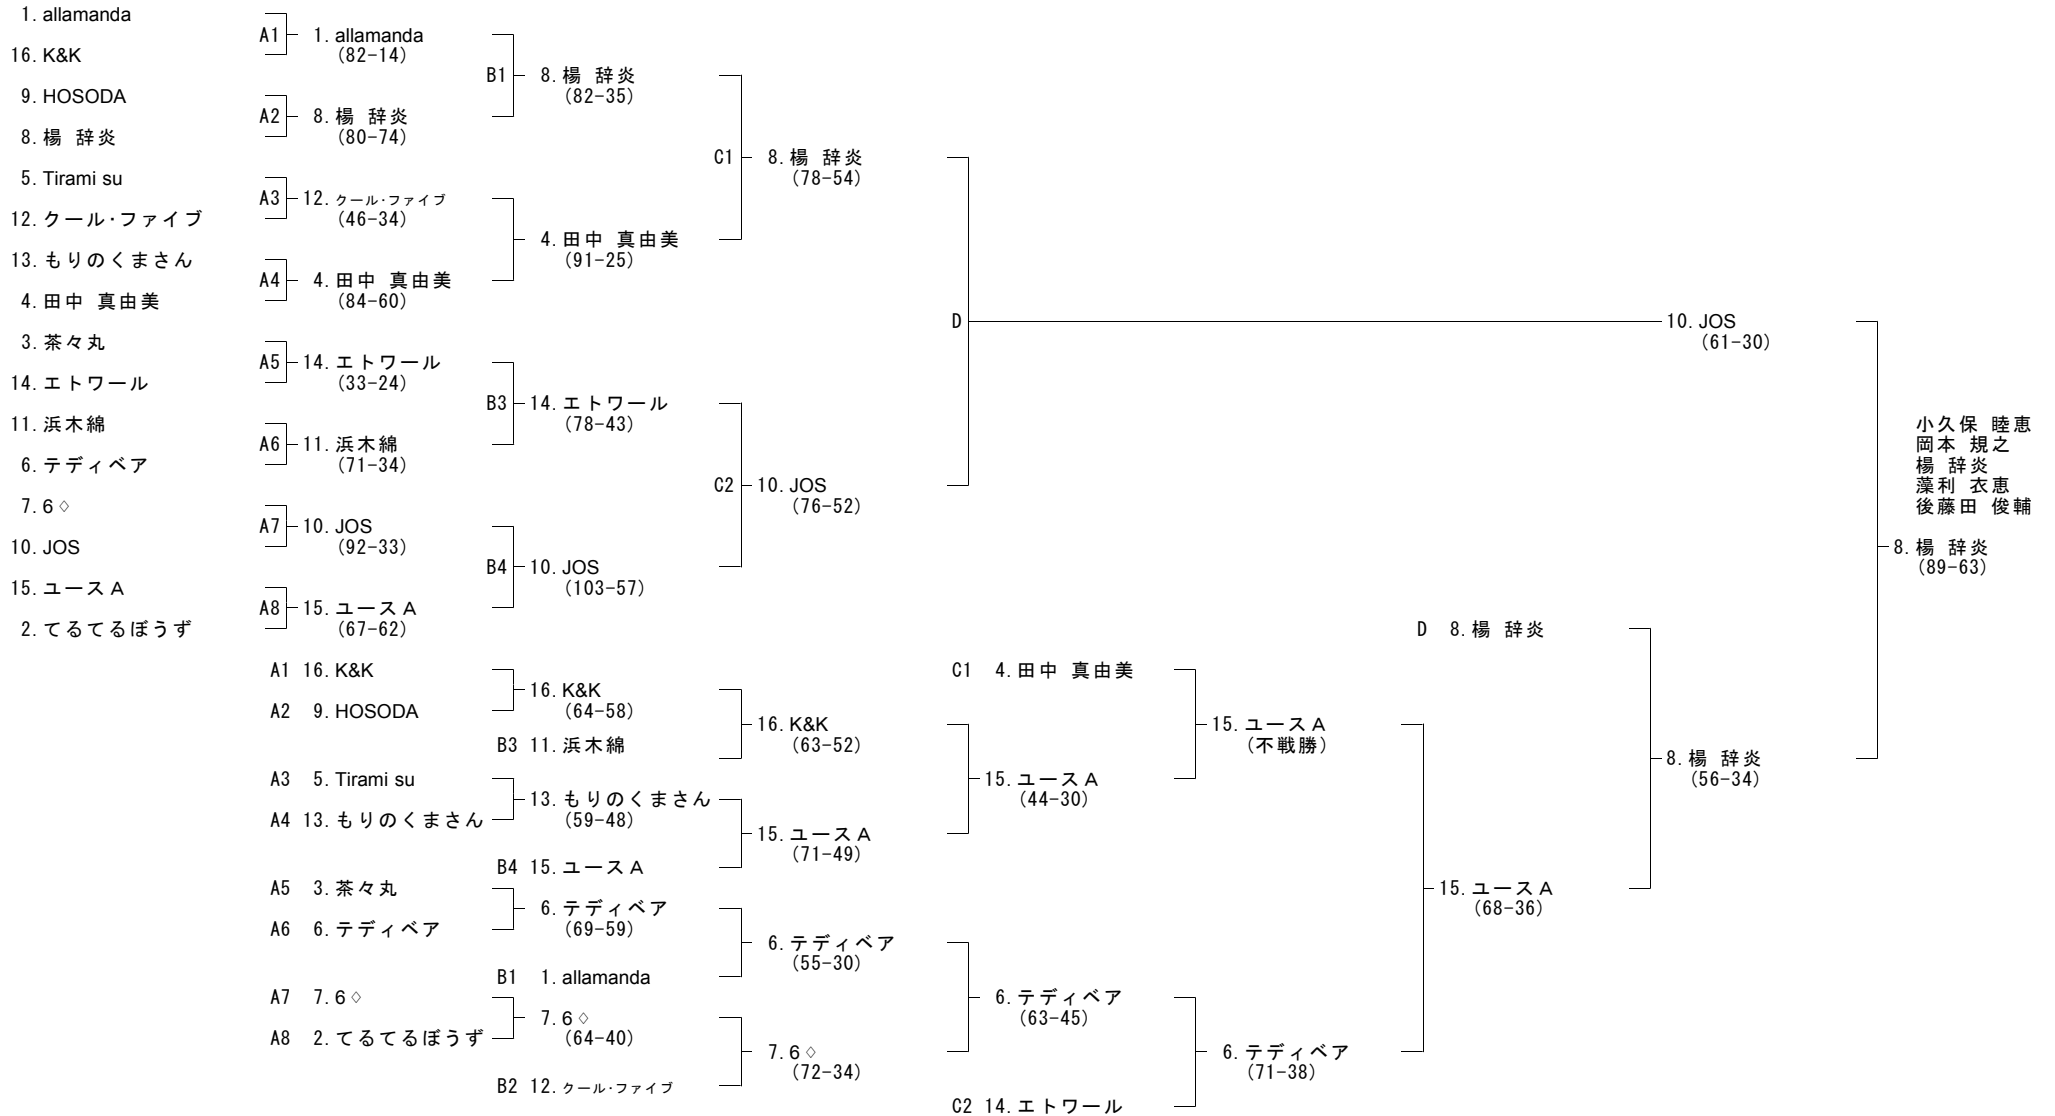 1. allamanda
16. K&K
9. HOSODA
8. 楊 辞炎
5. Tirami su
12. クール・ファイブ
13. もりのくまさん
4. 田中 真由美
3. 茶々丸
14. エトワール
11. 浜木綿
6. テディベア
7. 6♢
10. JOS
15. ユースＡ
2. てるてるぼうず
A1 1. allamanda
(82-14)
A2 8. 楊 辞炎
(80-74)
A3 12. クール・ファイブ
(46-34)
A4 4. 田中 真由美
(84-60)
A5 14. エトワール
(33-24)
A6 11. 浜木綿
(71-34)
A7 10. JOS
(92-33)
A8 15. ユースＡ
(67-62)
B1 8. 楊 辞炎
(82-35)
4. 田中 真由美
(91-25)
B3 14. エトワール
(78-43)
B4 10. JOS
(103-57)
C1 8. 楊 辞炎
(78-54)
C2 10. JOS
(76-52)
D 10. JOS
(61-30)
A1 16. K&K
A2 9. HOSODA
A3 5. Tirami su
A4 13. もりのくまさん
A5 3. 茶々丸
A6 6. テディベア
A7 7. 6♢
A8 2. てるてるぼうず
16. K&K
(64-58)
B3 11. 浜木綿
13. もりのくまさん
(59-48)
B4 15. ユースＡ
6. テディベア
(69-59)
B1 1. allamanda
7. 6♢
(64-40)
B2 12. クール・ファイブ
16. K&K
(63-52)
15. ユースＡ
(71-49)
6. テディベア
(55-30)
7. 6♢
(72-34)
C1 4. 田中 真由美
15. ユースＡ
(44-30)
6. テディベア
(63-45)
C2 14. エトワール
15. ユースＡ
(不戦勝)
6. テディベア
(71-38)
D 8. 楊 辞炎
15. ユースＡ
(68-36)
8. 楊 辞炎
(56-34)
小久保 睦恵
岡本 規之
楊 辞炎
藻利 衣恵
後藤田 俊輔
8. 楊 辞炎
(89-63)